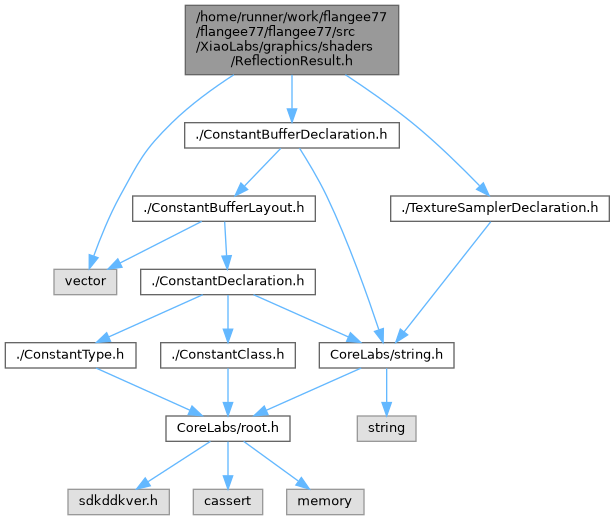 /home/runner/work/flangee77
/flangee77/flangee77/src
/XiaoLabs/graphics/shaders
/ReflectionResult.h
./ConstantBufferDeclaration.h
./ConstantBufferLayout.h
./TextureSamplerDeclaration.h
vector
./ConstantDeclaration.h
./ConstantType.h
./ConstantClass.h
CoreLabs/string.h
CoreLabs/root.h
string
sdkddkver.h
cassert
memory